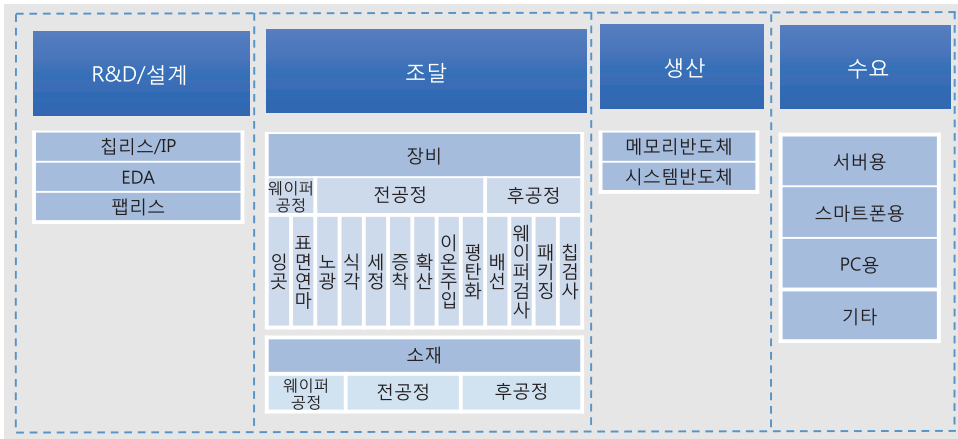 R&D/설계
조달
생산
수요
칩리스/IP
EDA
팹리스
장비
웨이퍼
공정
전공정
후공정
잉곳
표면연마
노광
식각
세정
증착
확산
이온주입
평탄화
배선
웨이퍼검사
패키징
칩검사
소재
웨이퍼
공정
전공정
후공정
메모리반도체
시스템반도체
서버용
스마트폰용
PC용
기타